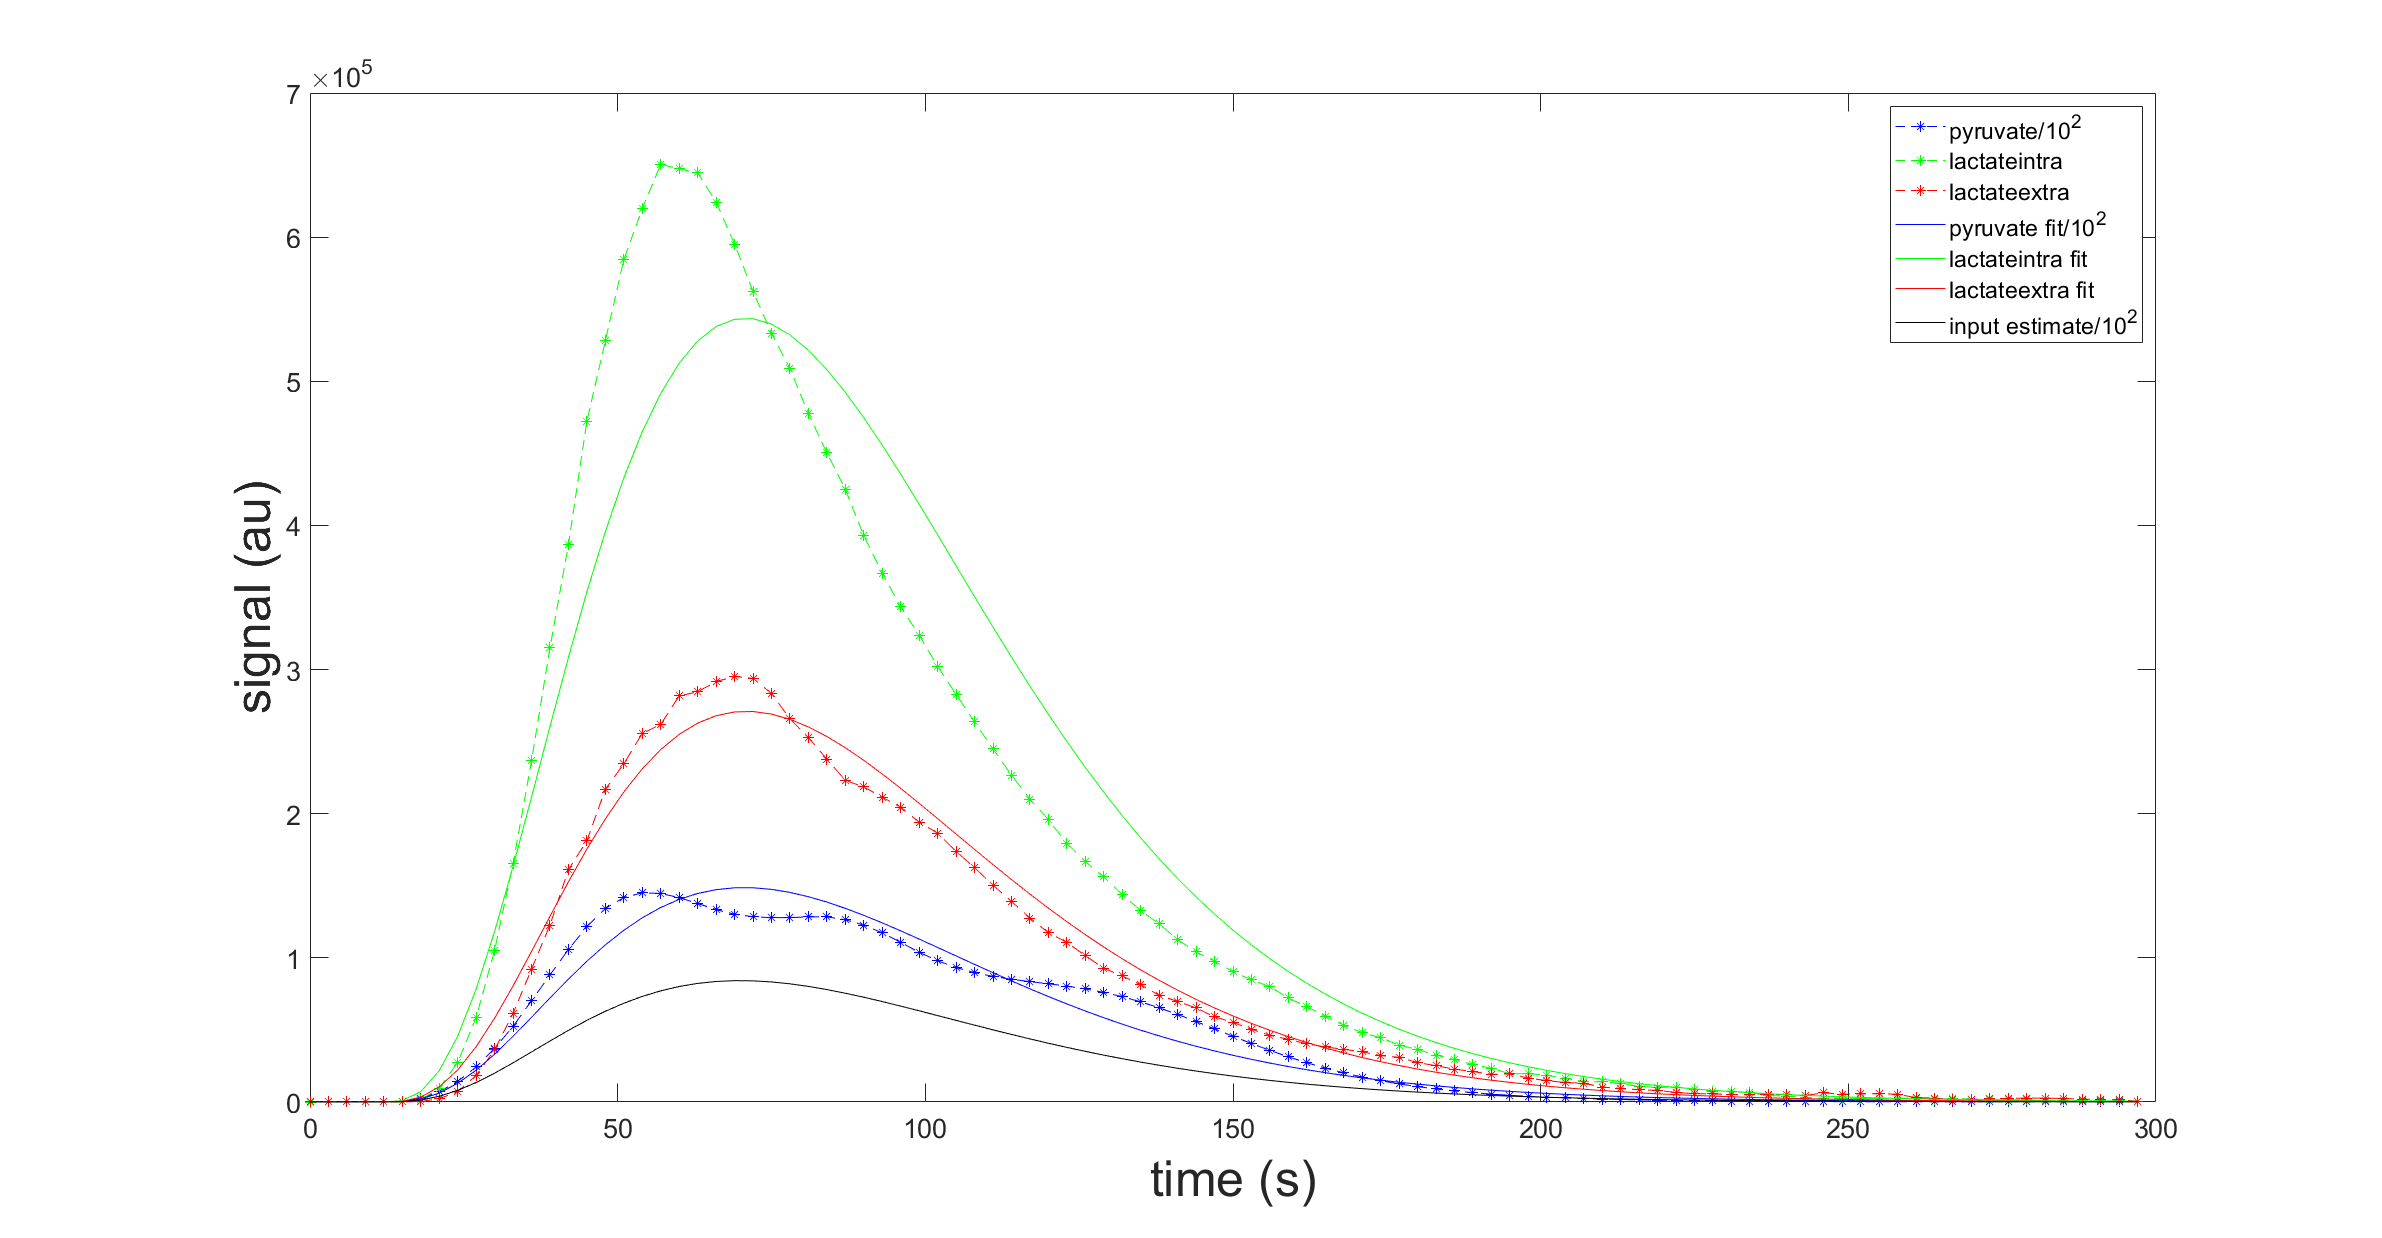 ×10^5
7
6
5
4
3
2
1
0
signal (au)
0 50 100 150 200 250 300
time (s)
pyruvate/10^2
lactateintra
lactateextra
pyruvate fit/10^2
lactateintra fit
lactateextra fit
input estimate/10^2